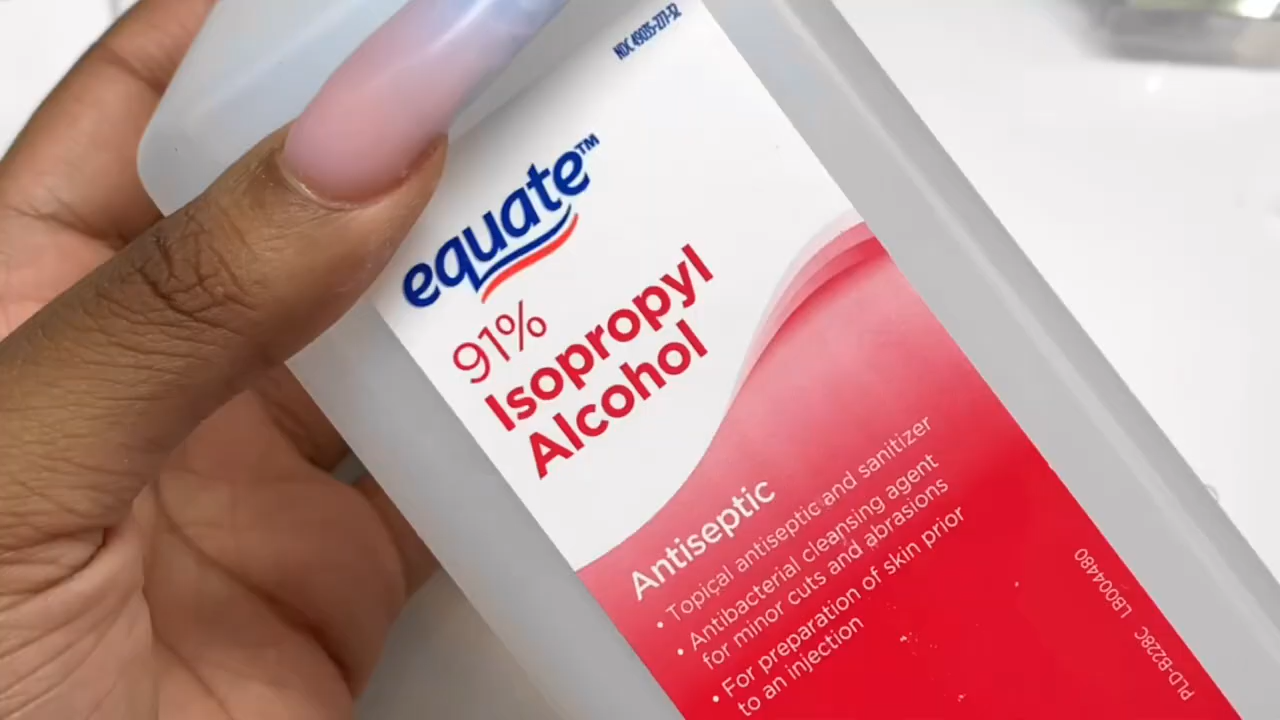 NDC 49035-277-32
equate™
91%
Isopropyl
Alcohol
Antiseptic
• Topical antiseptic and sanitizer
• Antibacterial cleansing agent
for minor cuts and abrasions
• For preparation of skin prior
to an injection
PLD-B228C LB004480